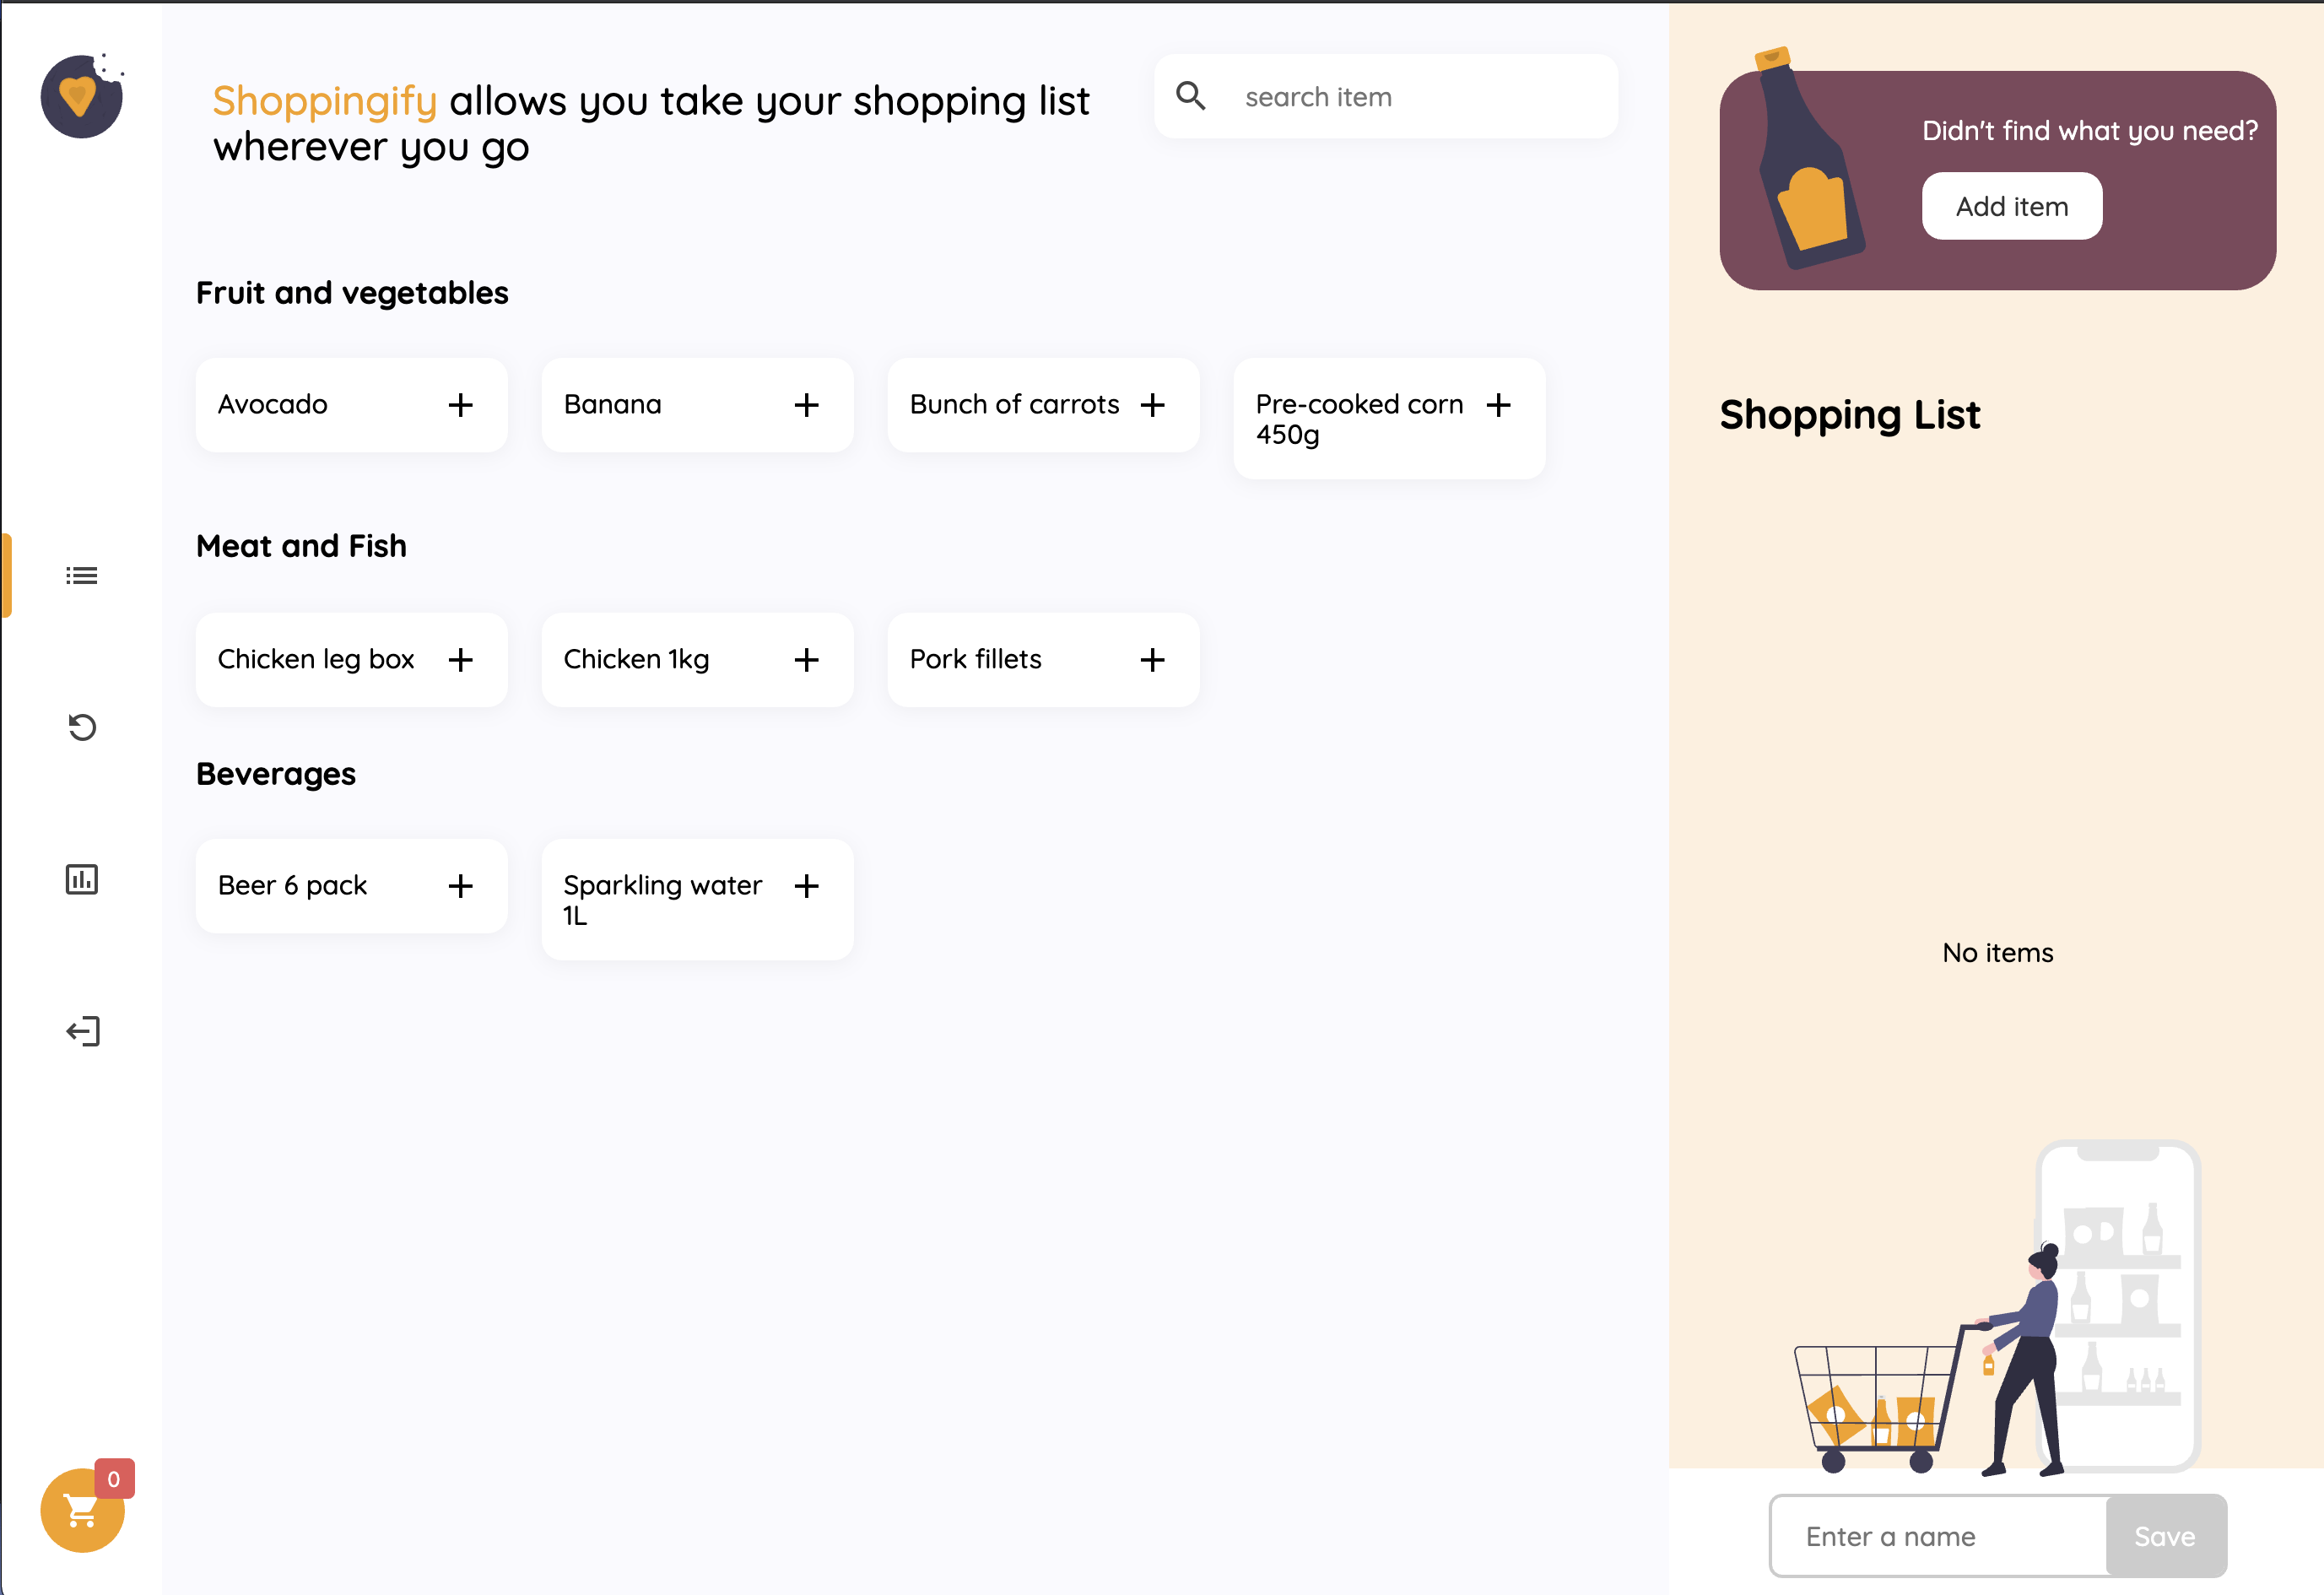 Shoppingify allows you take your shopping list
wherever you go
search item
Fruit and vegetables
Avocado
Banana
Bunch of carrots
Pre-cooked corn
450g
Meat and Fish
Chicken leg box
Chicken 1kg
Pork fillets
Beverages
Beer 6 pack
Sparkling water
1L
0
Didn't find what you need?
Add item
Shopping List
No items
Enter a name
Save